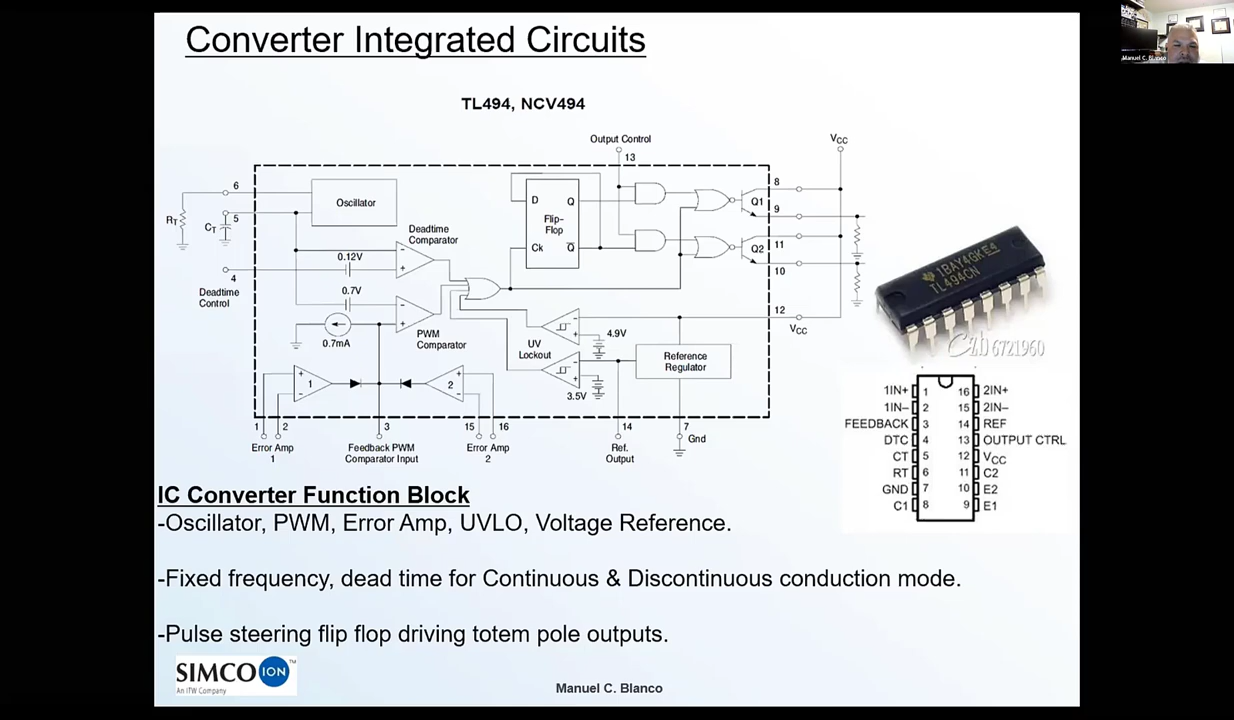 Converter Integrated Circuits
Manuel C. Blanco
TL494, NCV494
Output Control
13
VCC
6
RT
CT
5
Oscillator
D
Q
Flip-
Flop
Ck
Q
8
Q1
9
Q2
11
10
Deadtime
Comparator
0.12V
4
Deadtime
Control
0.7V
0.7mA
PWM
Comparator
UV
Lockout
4.9V
3.5V
Reference
Regulator
12
VCC
1
2
1
2
3
15
16
14
7
Gnd
Error Amp
1
Feedback PWM
Comparator Input
Error Amp
2
Ref.
Output
18AY4GKE4
TL494CN
Czb6721960
1IN+ 1 16 2IN+
1IN– 2 15 2IN–
FEEDBACK 3 14 REF
DTC 4 13 OUTPUT CTRL
CT 5 12 VCC
RT 6 11 C2
GND 7 10 E2
C1 8 9 E1
IC Converter Function Block
-Oscillator, PWM, Error Amp, UVLO, Voltage Reference.
-Fixed frequency, dead time for Continuous & Discontinuous conduction mode.
-Pulse steering flip flop driving totem pole outputs.
SIMCO ION™
An ITW Company
Manuel C. Blanco